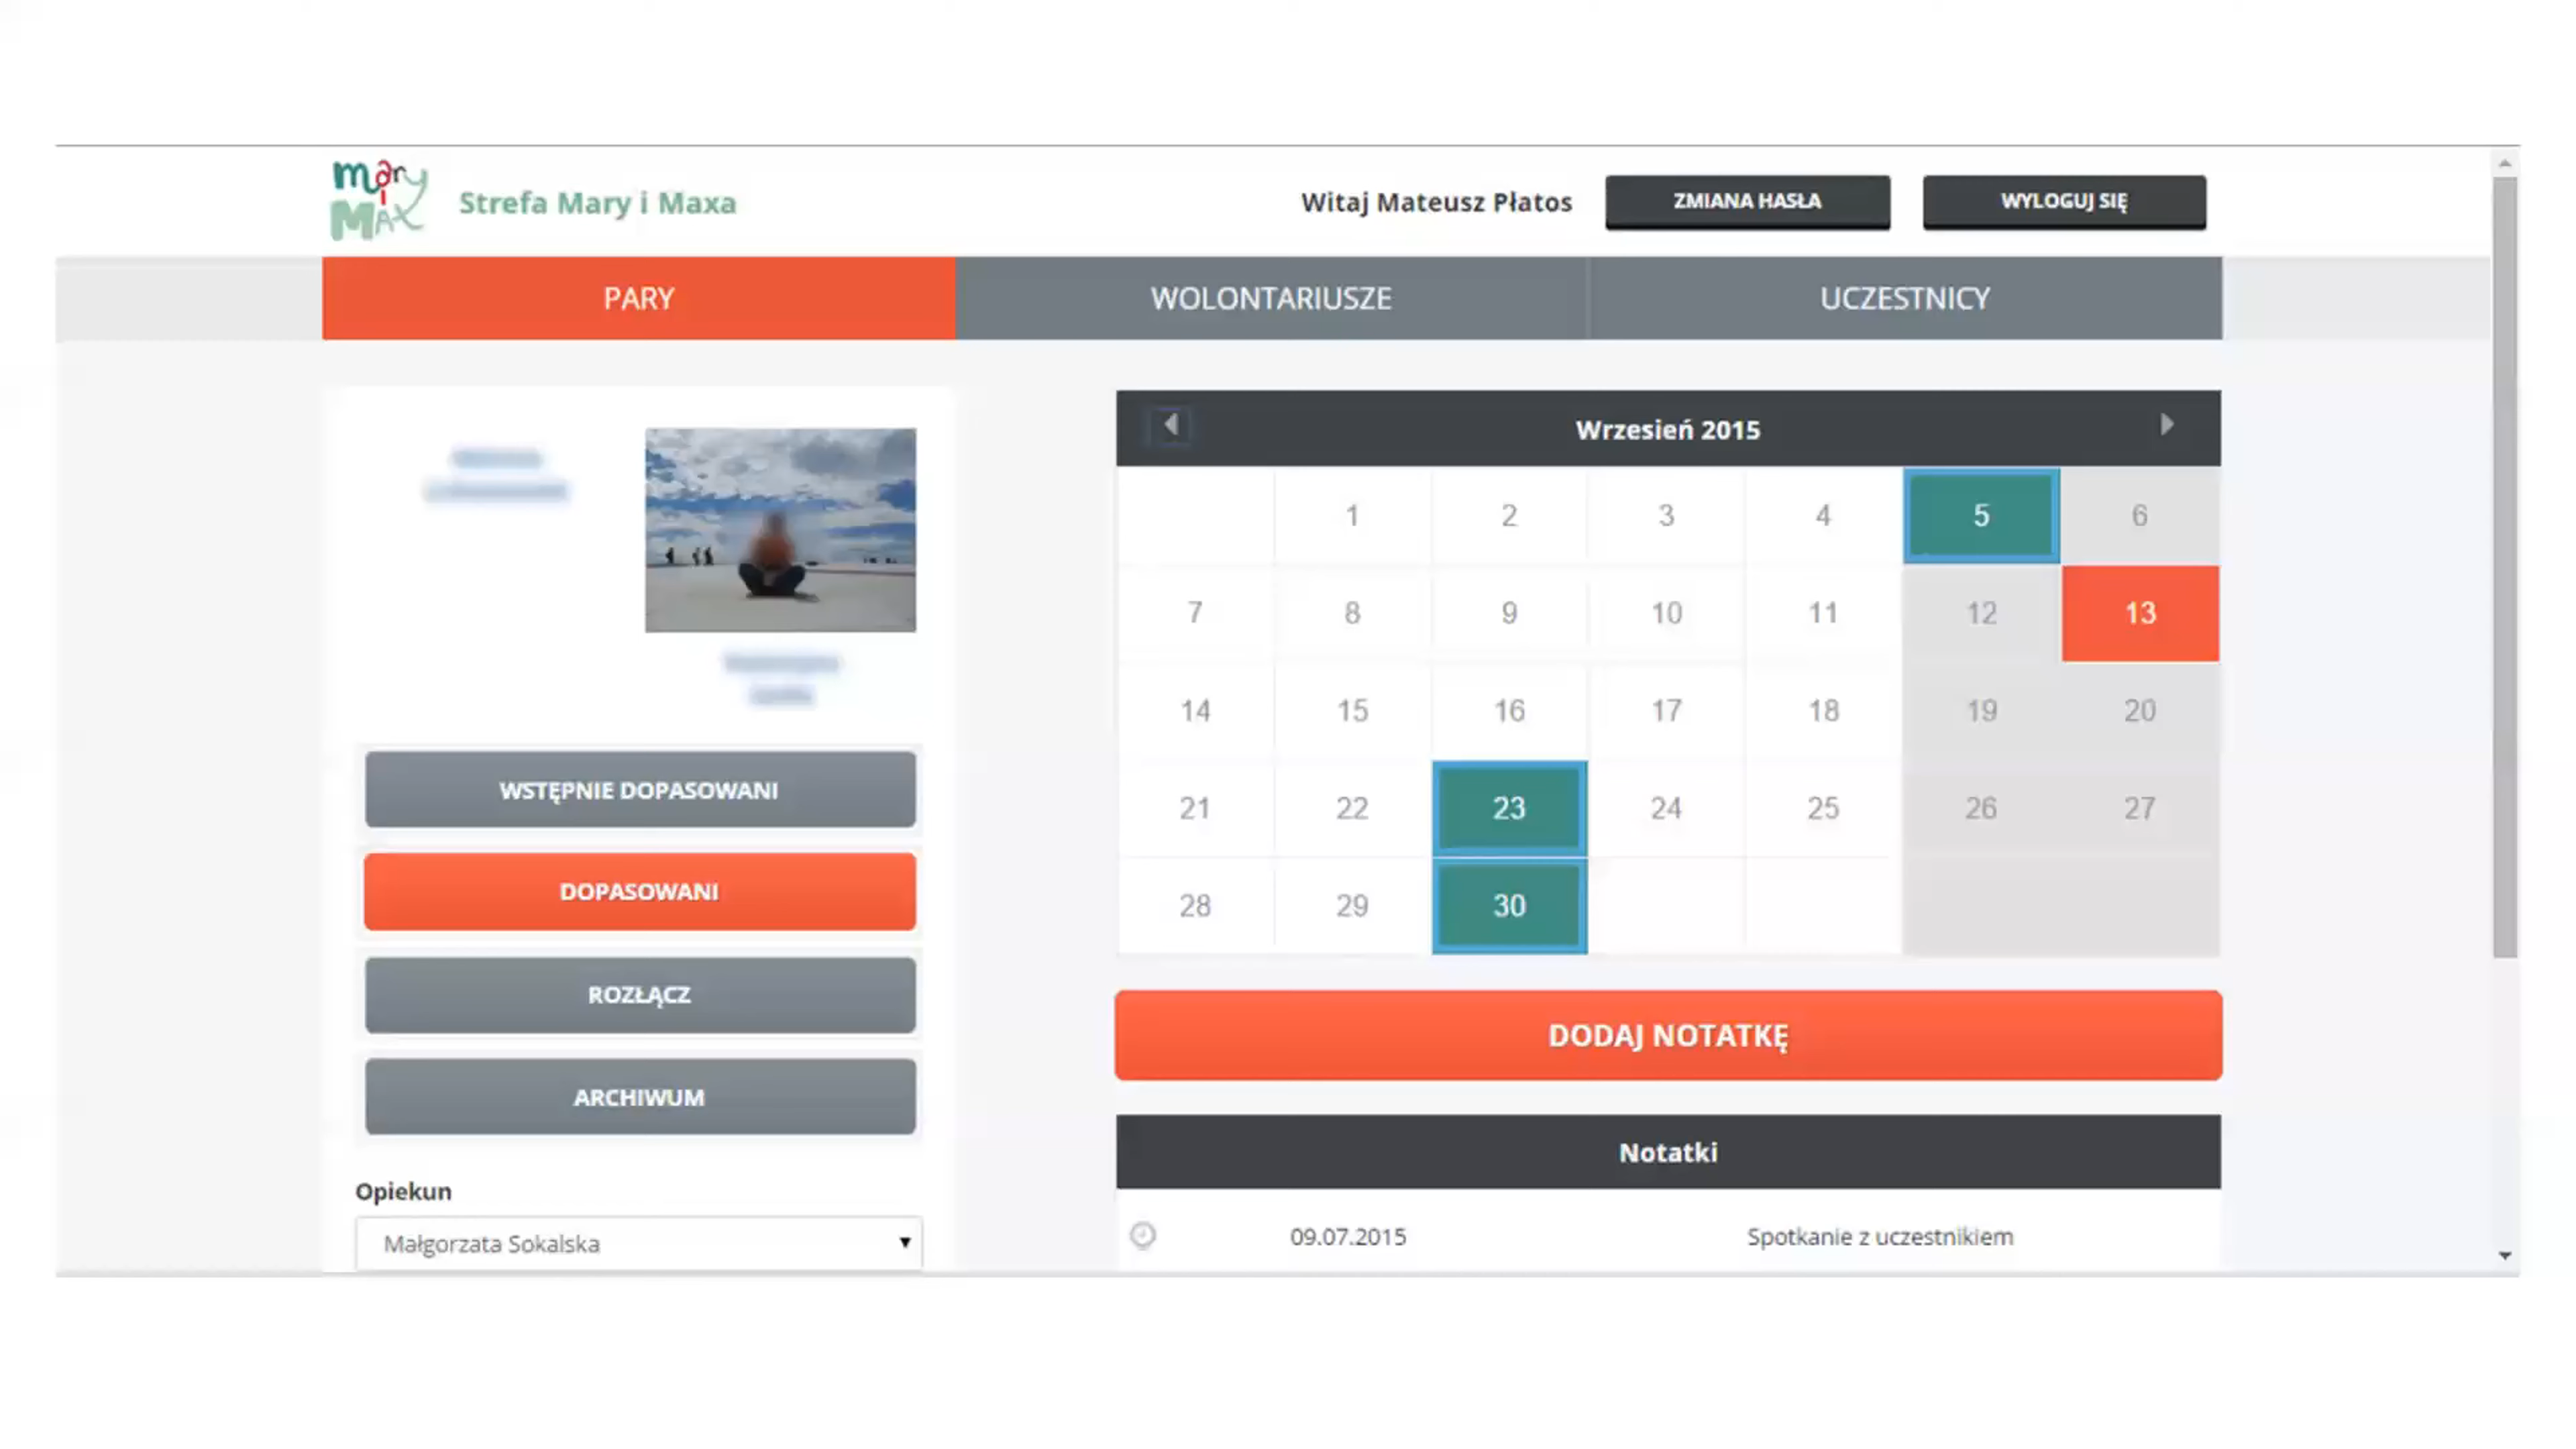 mary i MAX
Strefa Mary i Maxa
Witaj Mateusz Płatos
ZMIANA HASŁA
WYLOGUJ SIĘ
PARY
WOLONTARIUSZE
UCZESTNICY
WSTĘPNIE DOPASOWANI
DOPASOWANI
ROZŁĄCZ
ARCHIWUM
Opiekun
Małgorzata Sokalska
Wrzesień 2015
1 2 3 4 5 6
7 8 9 10 11 12 13
14 15 16 17 18 19 20
21 22 23 24 25 26 27
28 29 30
DODAJ NOTATKĘ
Notatki
09.07.2015 Spotkanie z uczestnikiem